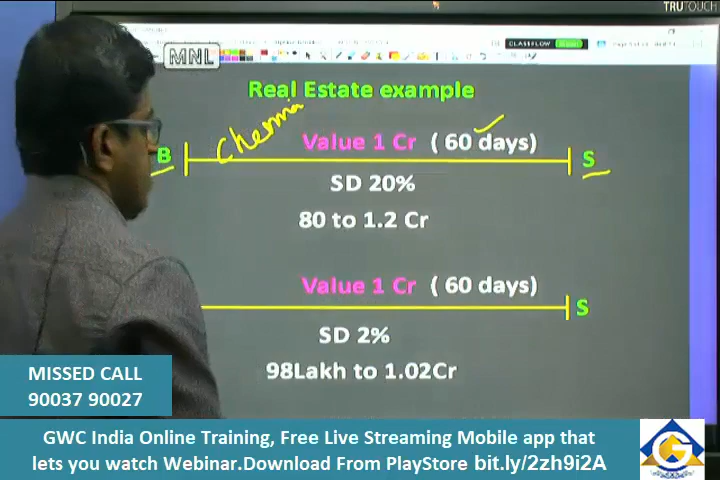 TRUTOUCH
MNL
CLASSFLOW
Real Estate example
Value 1 Cr ( 60 days)
B
S
SD 20%
80 to 1.2 Cr
Value 1 Cr ( 60 days)
S
SD 2%
98Lakh to 1.02Cr
MISSED CALL
90037 90027
GWC India Online Training, Free Live Streaming Mobile app that
lets you watch Webinar.Download From PlayStore bit.ly/2zh9i2A